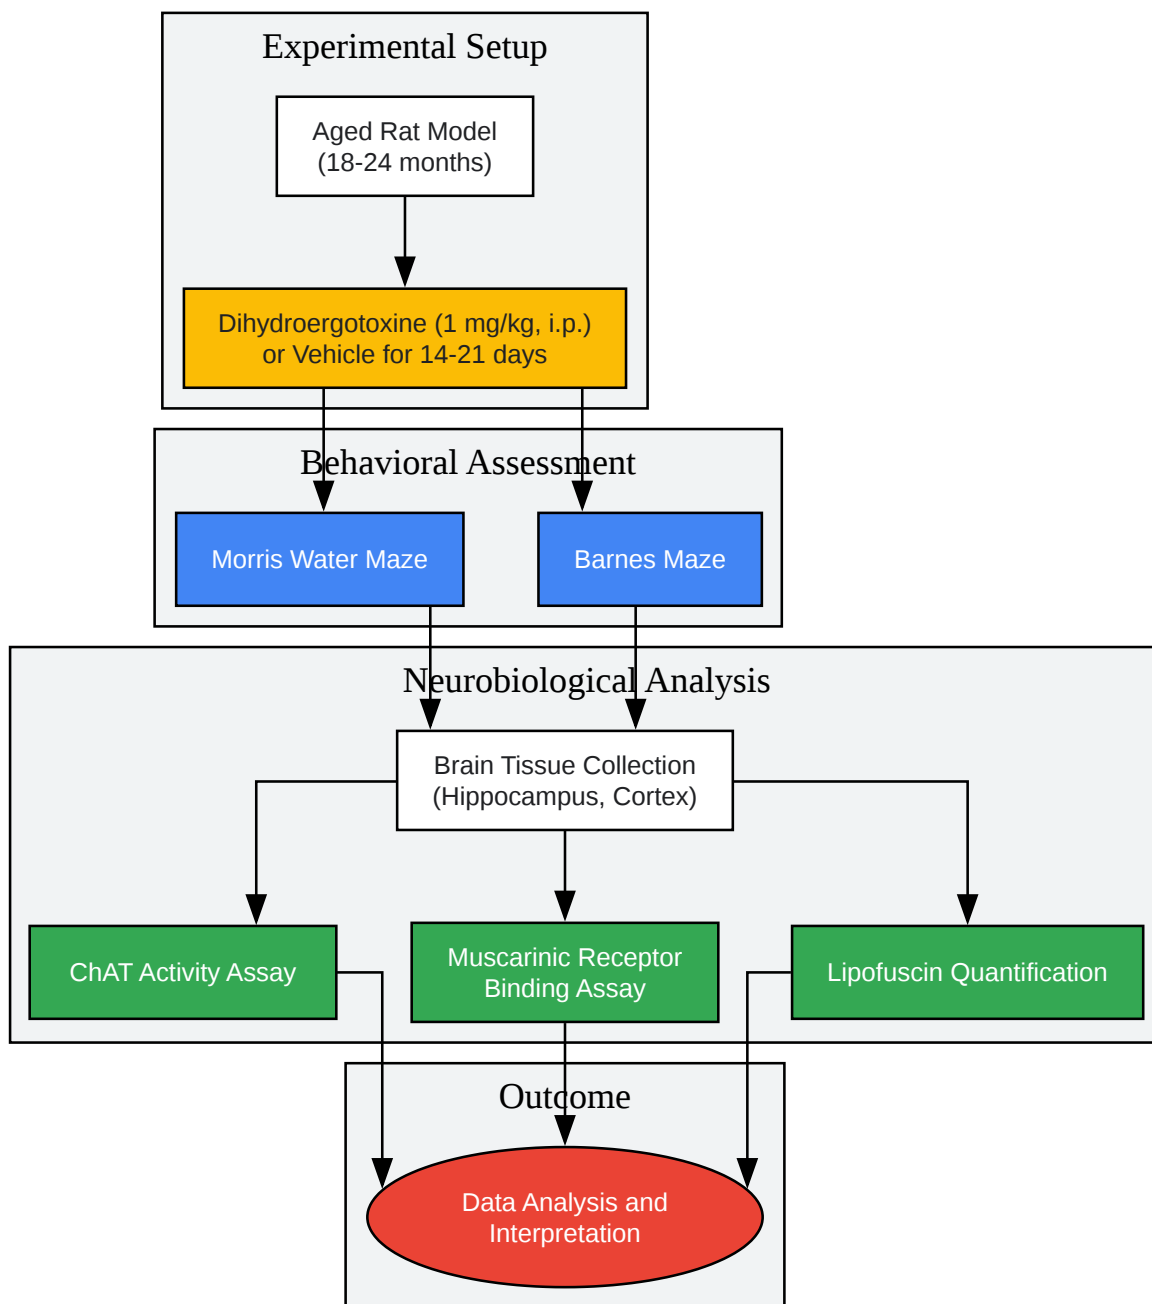 Experimental Setup
Aged Rat Model
(18-24 months)
Dihydroergotoxine (1 mg/kg, i.p.)
or Vehicle for 14-21 days
Behavioral Assessment
Morris Water Maze
Barnes Maze
Neurobiological Analysis
Brain Tissue Collection
(Hippocampus, Cortex)
ChAT Activity Assay
Muscarinic Receptor
Binding Assay
Lipofuscin Quantification
Outcome
Data Analysis and
Interpretation